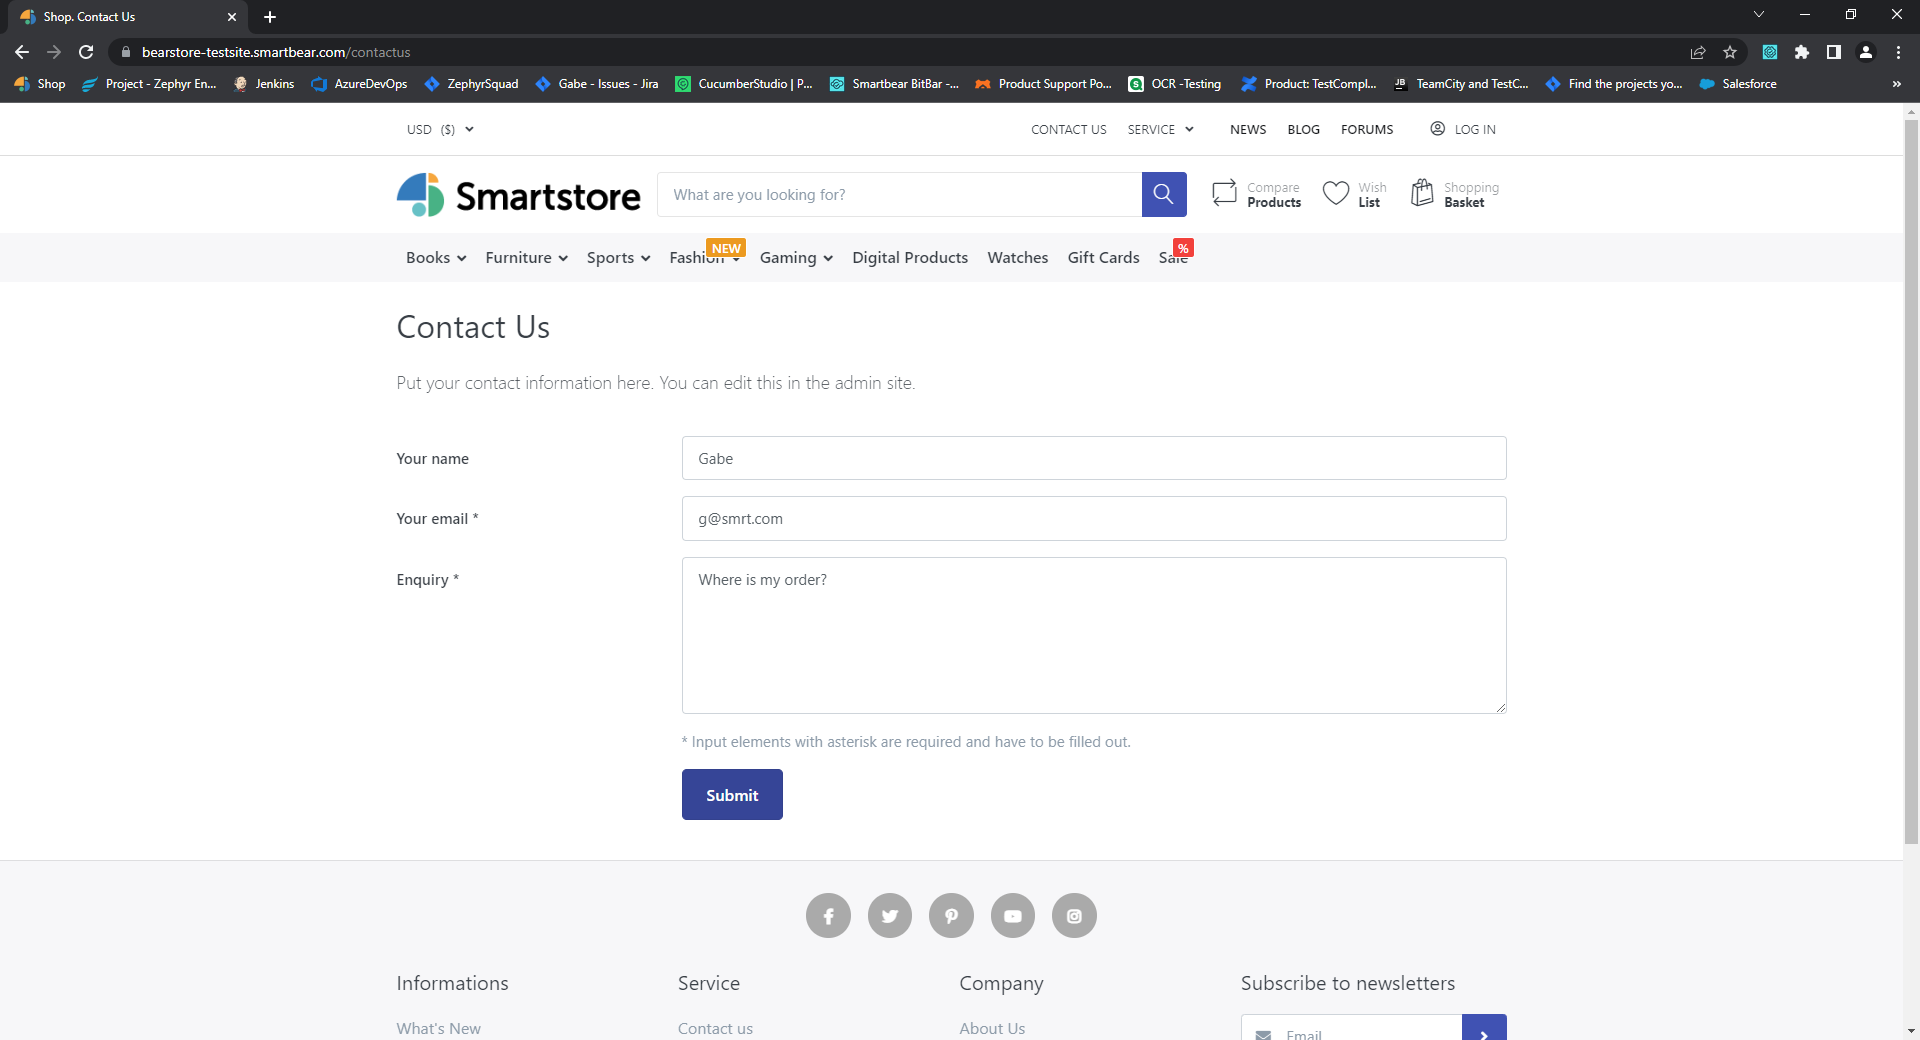 Shop. Contact Us
bearstore-testsite.smartbear.com/contactus
Shop Project - Zephyr En... Jenkins AzureDevOps ZephyrSquad Gabe - Issues - Jira CucumberStudio | P... Smartbear BitBar -... Product Support Po... OCR -Testing Product: TestCompl... TeamCity and TestC... Find the projects yo... Salesforce »
USD ($) CONTACT US SERVICE NEWS BLOG FORUMS LOG IN
Smartstore What are you looking for? Compare Products Wish List Shopping Basket
Books Furniture Sports Fashion NEW Gaming Digital Products Watches Gift Cards Sale %
Contact Us
Put your contact information here. You can edit this in the admin site.
Your name Gabe
Your email * g@smrt.com
Enquiry * Where is my order?
* Input elements with asterisk are required and have to be filled out.
Submit
Informations Service Company Subscribe to newsletters
What's New Contact us About Us Email